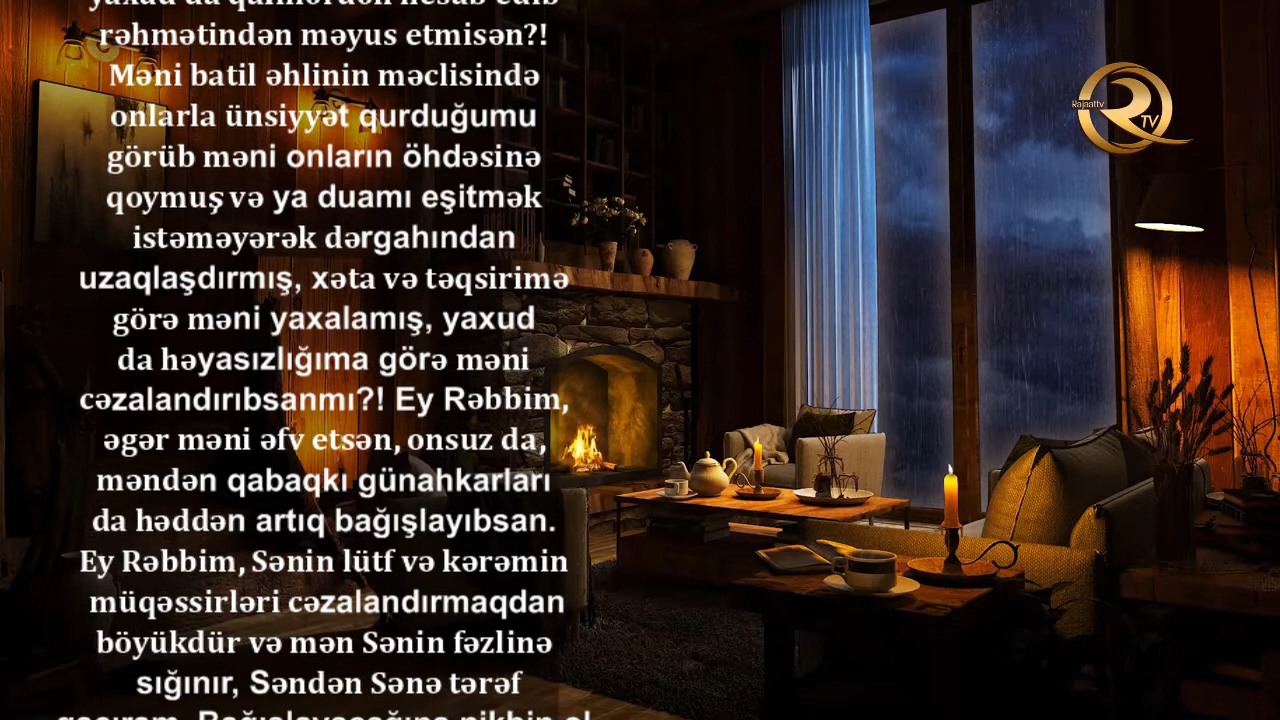 rəhmətindən məyus etmisən?!
Məni batil əhlinin məclisində
onlarla ünsiyyət qurduğumu
görüb məni onların öhdəsinə
qoymuş və ya duamı eşitmək
istəməyərək dərgahından
uzaqlaşdırmış, xəta və təqsirimə
görə məni yaxalamış, yaxud
da həyasızlığıma görə məni
cəzalandırıbsanmı?! Ey Rəbbim,
əgər məni əfv etsən, onsuz da,
məndən qabaqkı günahkarları
da həddən artıq bağışlayıbsan.
Ey Rəbbim, Sənin lütf və kərəmin
müqəssirləri cəzalandırmaqdan
böyükdür və mən Sənin fəzlinə
sığınır, Səndən Sənə tərəf
Rajaattv
R TV